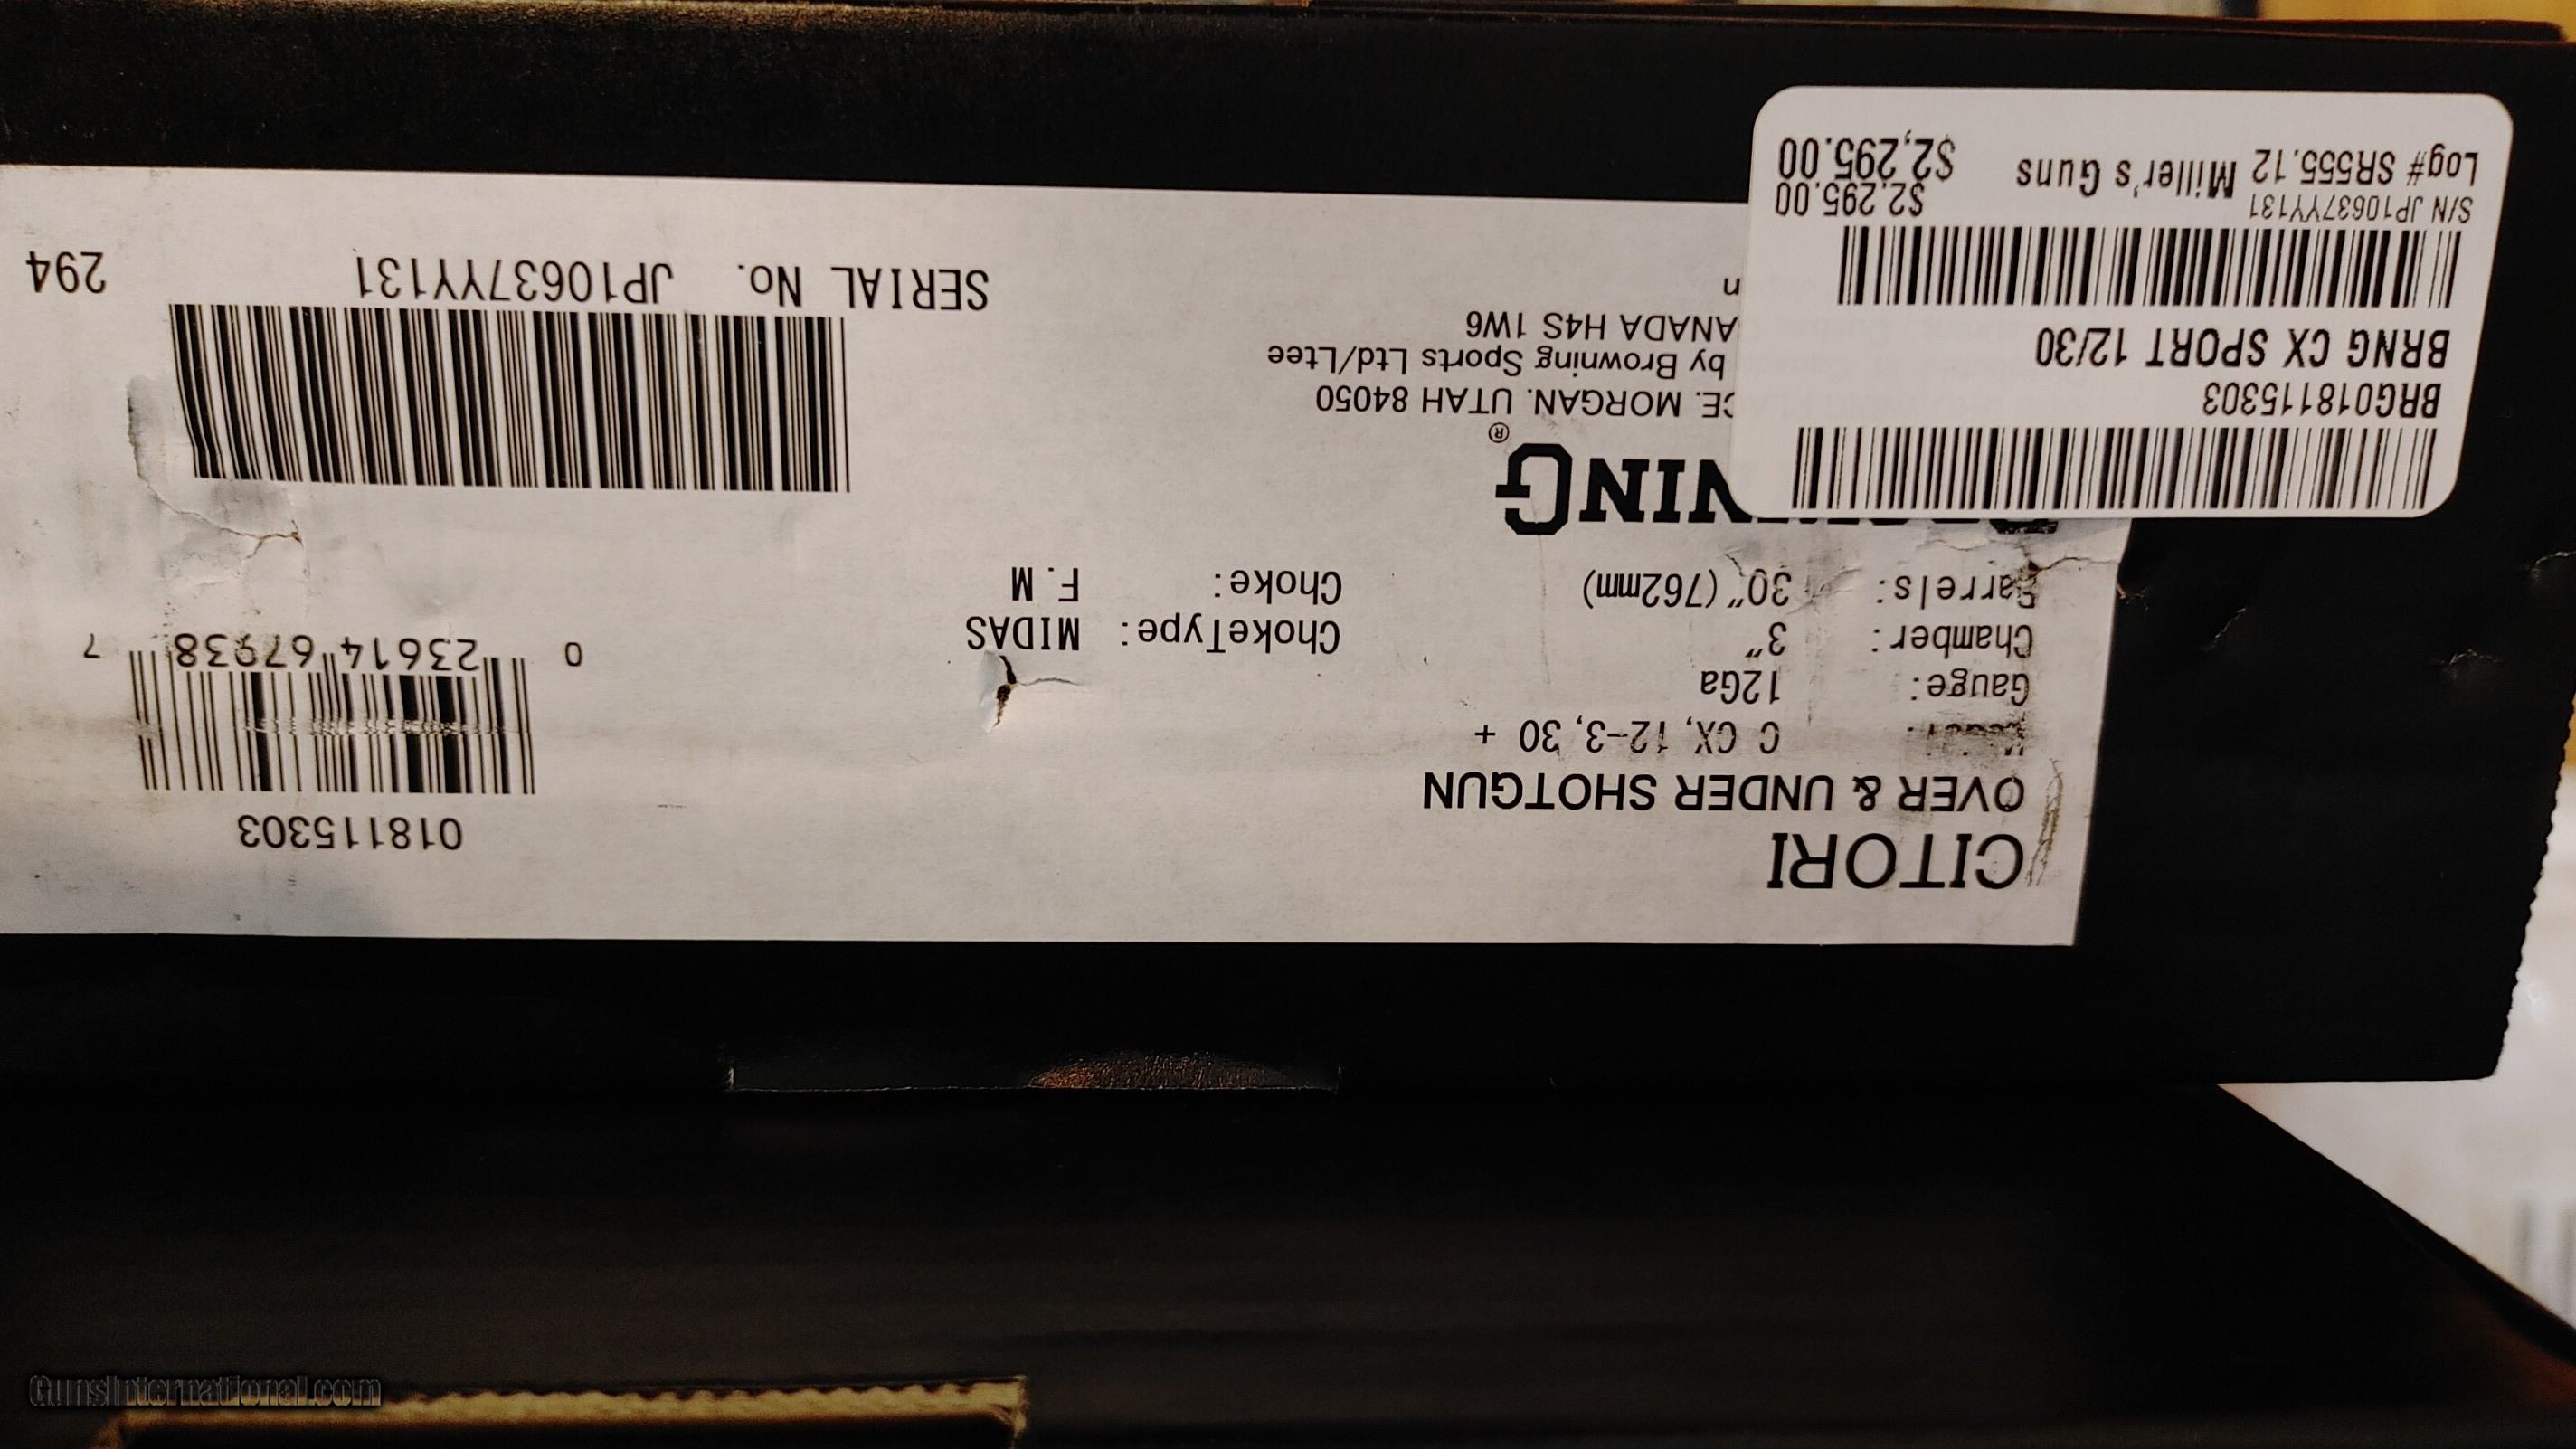 CITORI
OVER & UNDER SHOTGUN
C CX, 12-3, 30 +
Gauge: 12Ga
Chamber: 3"
ChokeType: MIDAS
Barrels: 30" (762mm)
Choke: F.M
018115303
0 23614 67938 7
WNING®
CE. MORGAN. UTAH 84050
by Browning Sports Ltd/Ltee
ANADA H4S 1W6
n
SERIAL No. JP10637YY131
294
BRG018115303
BRNG CX SPORT 12/30
S/N JP10637YY131
$2,295.00
Log# SR555.12 Miller's Guns $2,295.00
GunsInternational.com